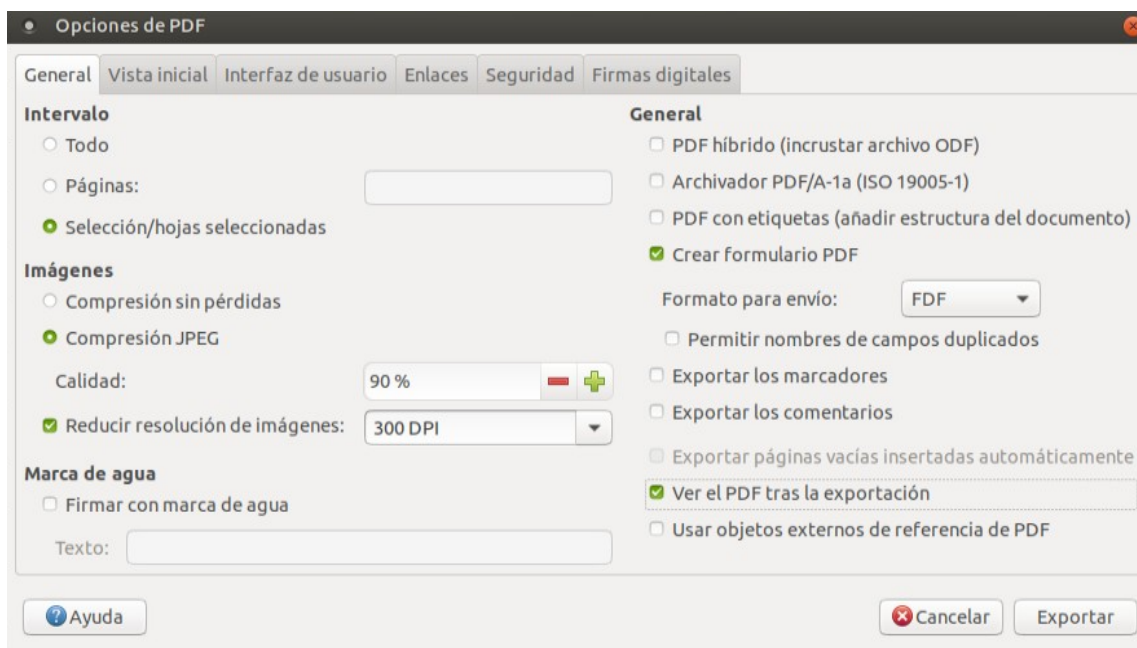 Opciones de PDF
General Vista inicial Interfaz de usuario Enlaces Seguridad Firmas digitales
Intervalo
Todo
Páginas:
Selección/hojas seleccionadas
Imágenes
Compresión sin pérdidas
Compresión JPEG
Calidad: 90 %
Reducir resolución de imágenes: 300 DPI
Marca de agua
Firmar con marca de agua
Texto:
General
PDF híbrido (incrustar archivo ODF)
Archivador PDF/A-1a (ISO 19005-1)
PDF con etiquetas (añadir estructura del documento)
Crear formulario PDF
Formato para envío: FDF
Permitir nombres de campos duplicados
Exportar los marcadores
Exportar los comentarios
Exportar páginas vacías insertadas automáticamente
Ver el PDF tras la exportación
Usar objetos externos de referencia de PDF
Ayuda Cancelar Exportar